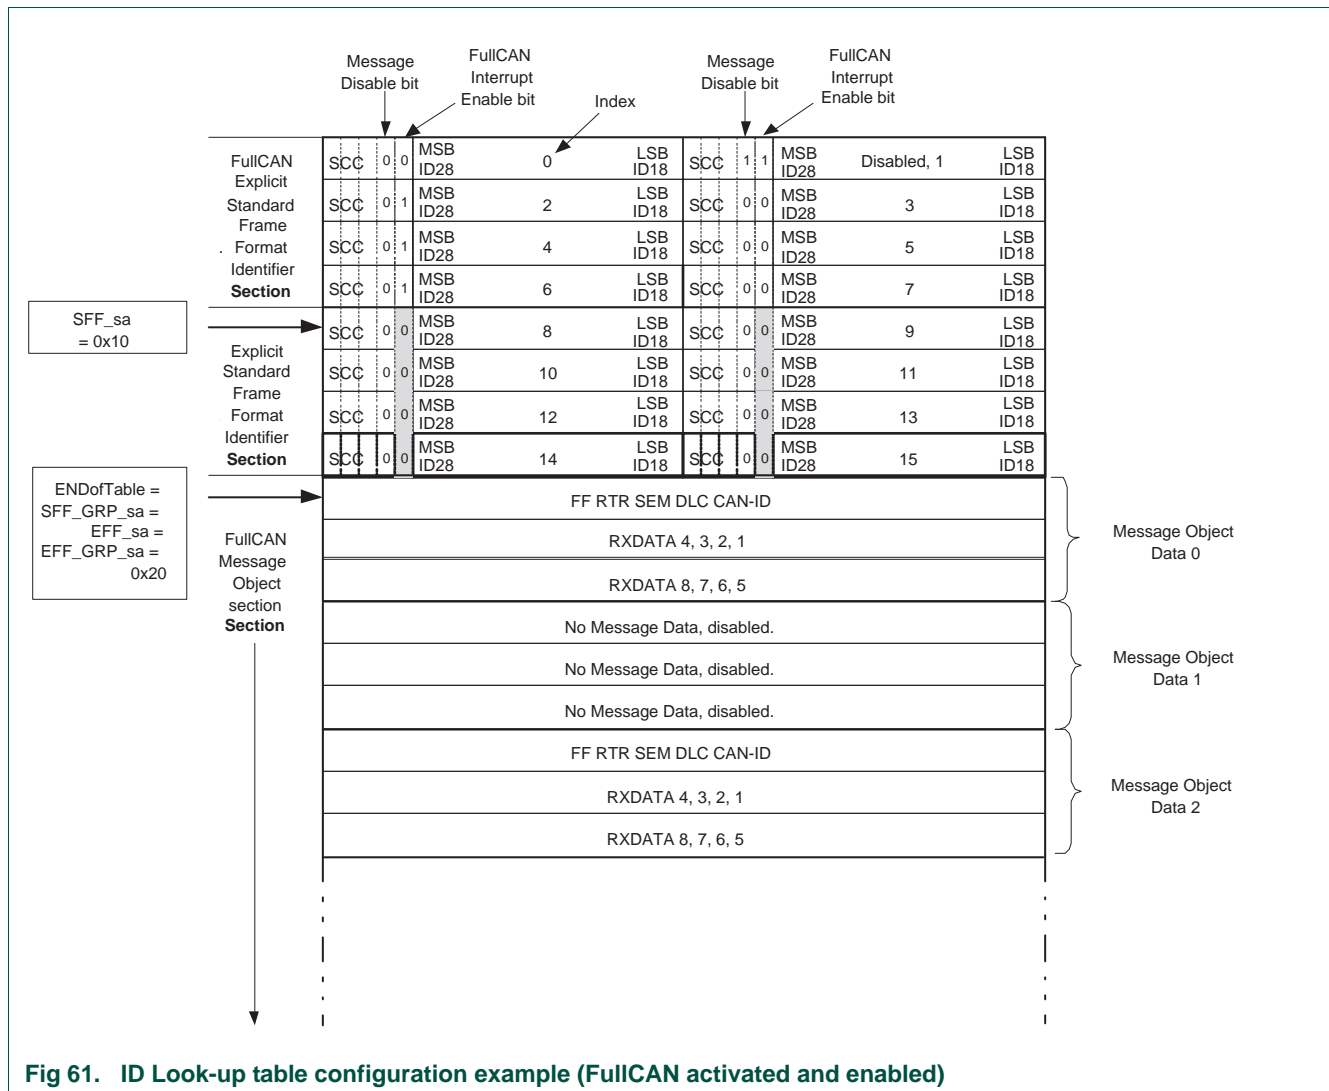 Message
Disable bit
FullCAN
Interrupt
Enable bit
Index
Message
Disable bit
FullCAN
Interrupt
Enable bit
FullCAN
Explicit
Standard
Frame
. Format
Identifier
Section
SCC 0 0 MSB ID28 0 LSB ID18 SCC 1 1 MSB ID28 Disabled, 1 LSB ID18
SCC 0 1 MSB ID28 2 LSB ID18 SCC 0 0 MSB ID28 3 LSB ID18
SCC 0 1 MSB ID28 4 LSB ID18 SCC 0 0 MSB ID28 5 LSB ID18
SCC 0 1 MSB ID28 6 LSB ID18 SCC 0 0 MSB ID28 7 LSB ID18
SFF_sa
= 0x10
Explicit
Standard
Frame
Format
Identifier
Section
SCC 0 0 MSB ID28 8 LSB ID18 SCC 0 0 MSB ID28 9 LSB ID18
SCC 0 0 MSB ID28 10 LSB ID18 SCC 0 0 MSB ID28 11 LSB ID18
SCC 0 0 MSB ID28 12 LSB ID18 SCC 0 0 MSB ID28 13 LSB ID18
SCC 0 0 MSB ID28 14 LSB ID18 SCC 0 0 MSB ID28 15 LSB ID18
ENDofTable =
SFF_GRP_sa =
EFF_sa =
EFF_GRP_sa =
0x20
FullCAN
Message
Object
section
Section
FF RTR SEM DLC CAN-ID
RXDATA 4, 3, 2, 1
RXDATA 8, 7, 6, 5
Message Object
Data 0
No Message Data, disabled.
No Message Data, disabled.
No Message Data, disabled.
Message Object
Data 1
FF RTR SEM DLC CAN-ID
RXDATA 4, 3, 2, 1
RXDATA 8, 7, 6, 5
Message Object
Data 2
Fig 61. ID Look-up table configuration example (FullCAN activated and enabled)